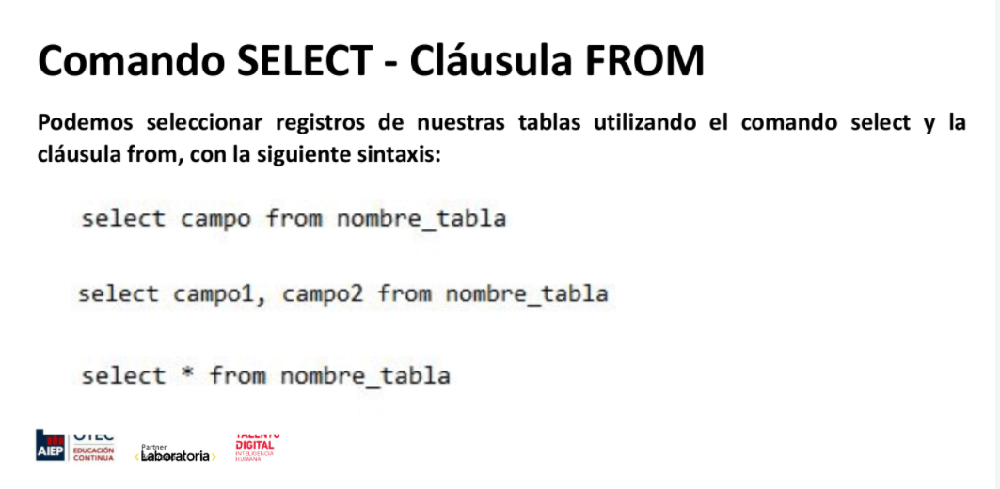 Comando SELECT - Cláusula FROM
Podemos seleccionar registros de nuestras tablas utilizando el comando select y la
cláusula from, con la siguiente sintaxis:
select campo from nombre_tabla
select campo1, campo2 from nombre_tabla
select * from nombre_tabla
AIEP
OTEC
EDUCACIÓN
CONTINUA
Partner
Laboratoria
TALENTO
DIGITAL
INTELIGENCIA
HUMANA